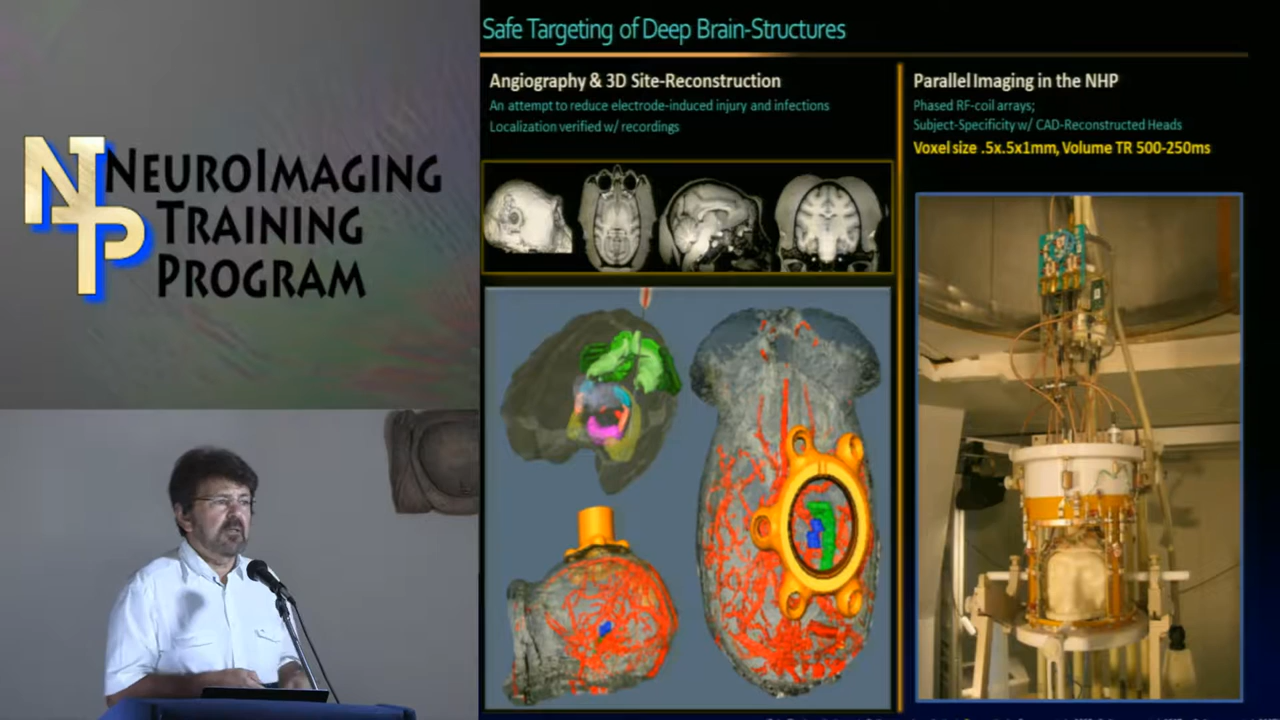 NEUROIMAGING
TRAINING
PROGRAM
NTP
Safe Targeting of Deep Brain-Structures
Angiography & 3D Site-Reconstruction
An attempt to reduce electrode-induced injury and infections
Localization verified w/ recordings
Parallel Imaging in the NHP
Phased RF-coil arrays;
Subject-Specificity w/ CAD-Reconstructed Heads
Voxel size .5x.5x1mm, Volume TR 500-250ms